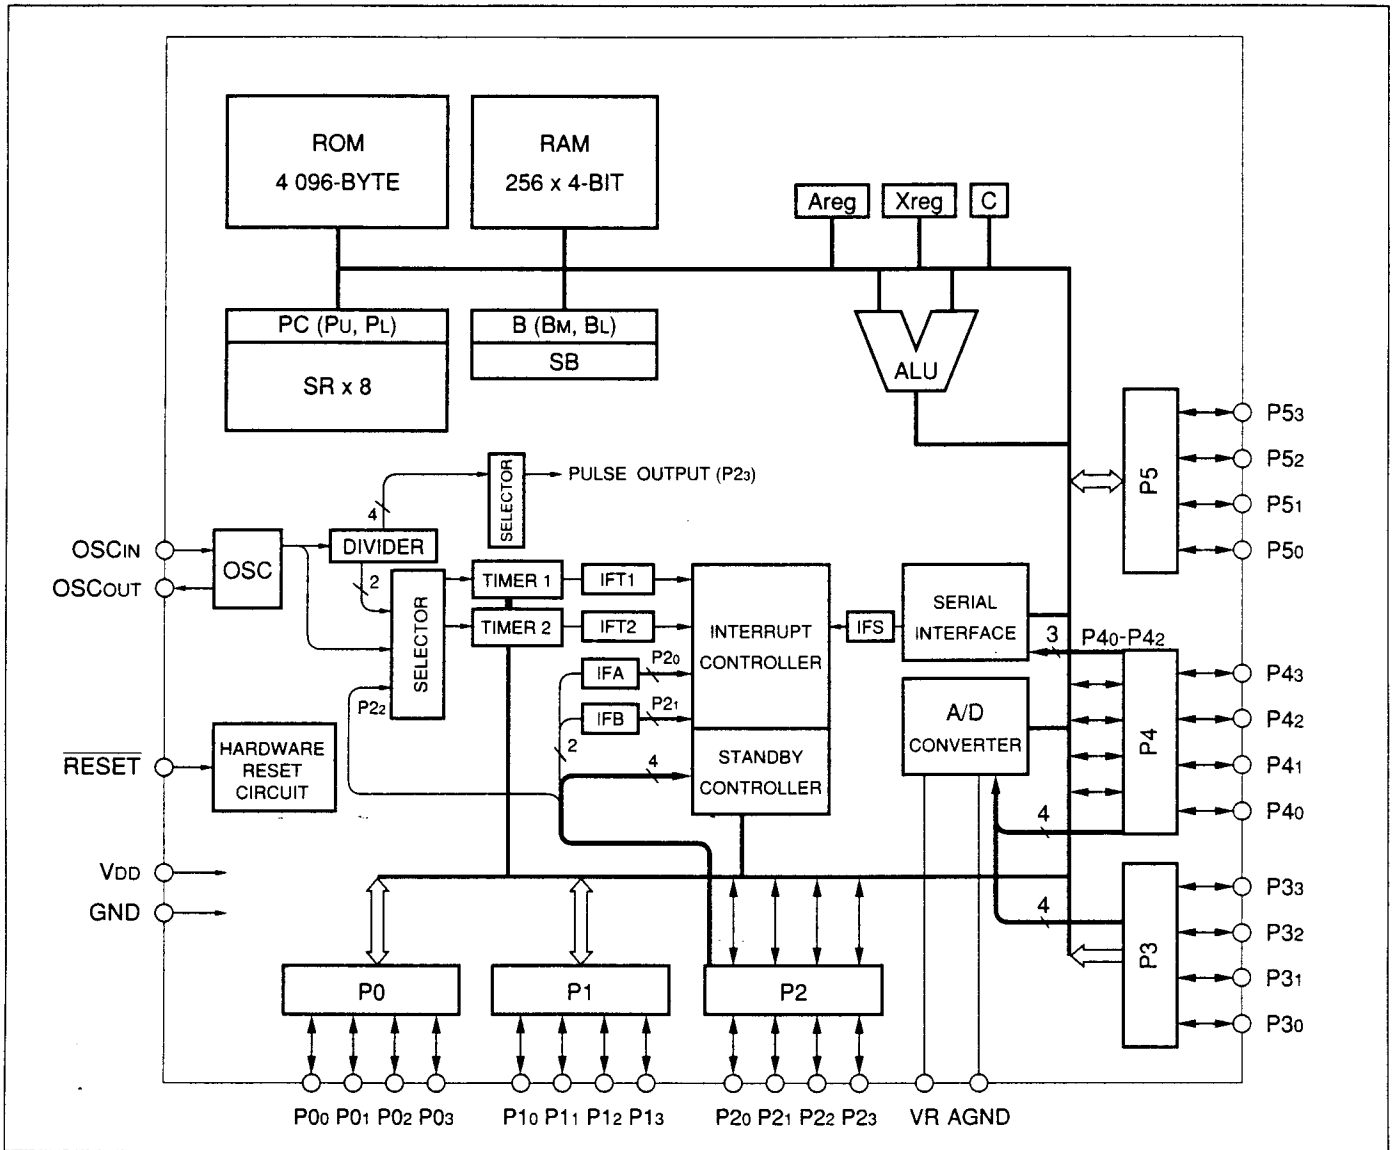 ROM
4 096-BYTE
RAM
256 x 4-BIT
Areg
Xreg
C
PC (PU, PL)
SR x 8
B (BM, BL)
SB
ALU
P5
P53
P52
P51
P50
SELECTOR
PULSE OUTPUT (P23)
4
OSCIN
OSCOUT
OSC
DIVIDER
2
SELECTOR
TIMER 1
TIMER 2
IFT1
IFT2
IFA
IFB
P20
P21
P22
2
4
INTERRUPT
CONTROLLER
STANDBY
CONTROLLER
IFS
SERIAL
INTERFACE
3
P40-P42
A/D
CONVERTER
P4
P43
P42
P41
P40
4
RESET
HARDWARE
RESET
CIRCUIT
VDD
GND
4
P3
P33
P32
P31
P30
P0
P1
P2
P00 P01 P02 P03
P10 P11 P12 P13
P20 P21 P22 P23
VR AGND